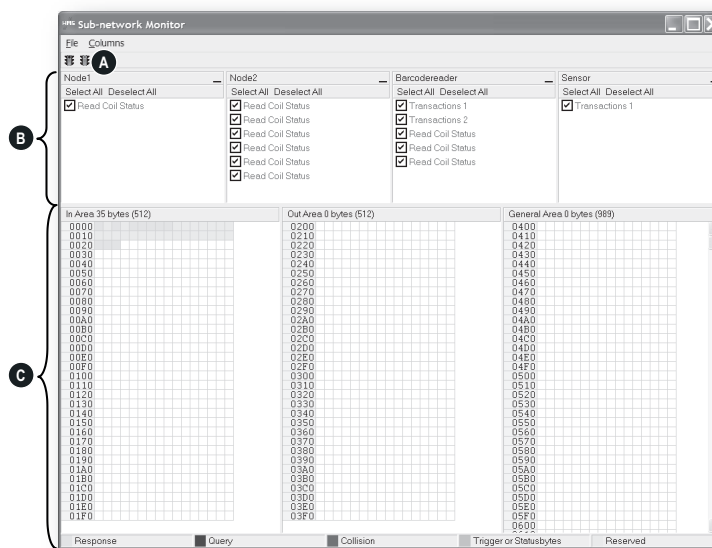 HMS Sub-network Monitor
File Columns
A
Node1
Select All Deselect All
Read Coil Status
Node2
Select All Deselect All
Read Coil Status
Read Coil Status
Read Coil Status
Read Coil Status
Read Coil Status
Read Coil Status
Barcodereader
Select All Deselect All
Transactions 1
Transactions 2
Read Coil Status
Read Coil Status
Read Coil Status
Sensor
Select All Deselect All
Transactions 1
B
In Area 35 bytes (512)
0000
0010
0020
0030
0040
0050
0060
0070
0080
0090
00A0
00B0
00C0
00D0
00E0
00F0
0100
0110
0120
0130
0140
0150
0160
0170
0180
0190
01A0
01B0
01C0
01D0
01E0
01F0
Out Area 0 bytes (512)
0200
0210
0220
0230
0240
0250
0260
0270
0280
0290
02A0
02B0
02C0
02D0
02E0
02F0
0300
0310
0320
0330
0340
0350
0360
0370
0380
0390
03A0
03B0
03C0
03D0
03E0
03F0
General Area 0 bytes (989)
0400
0410
0420
0430
0440
0450
0460
0470
0480
0490
04A0
04B0
04C0
04D0
04E0
04F0
0500
0510
0520
0530
0540
0550
0560
0570
0580
0590
05A0
05B0
05C0
05D0
05E0
05F0
0600
C
Response Query Collision Trigger or Statusbytes Reserved